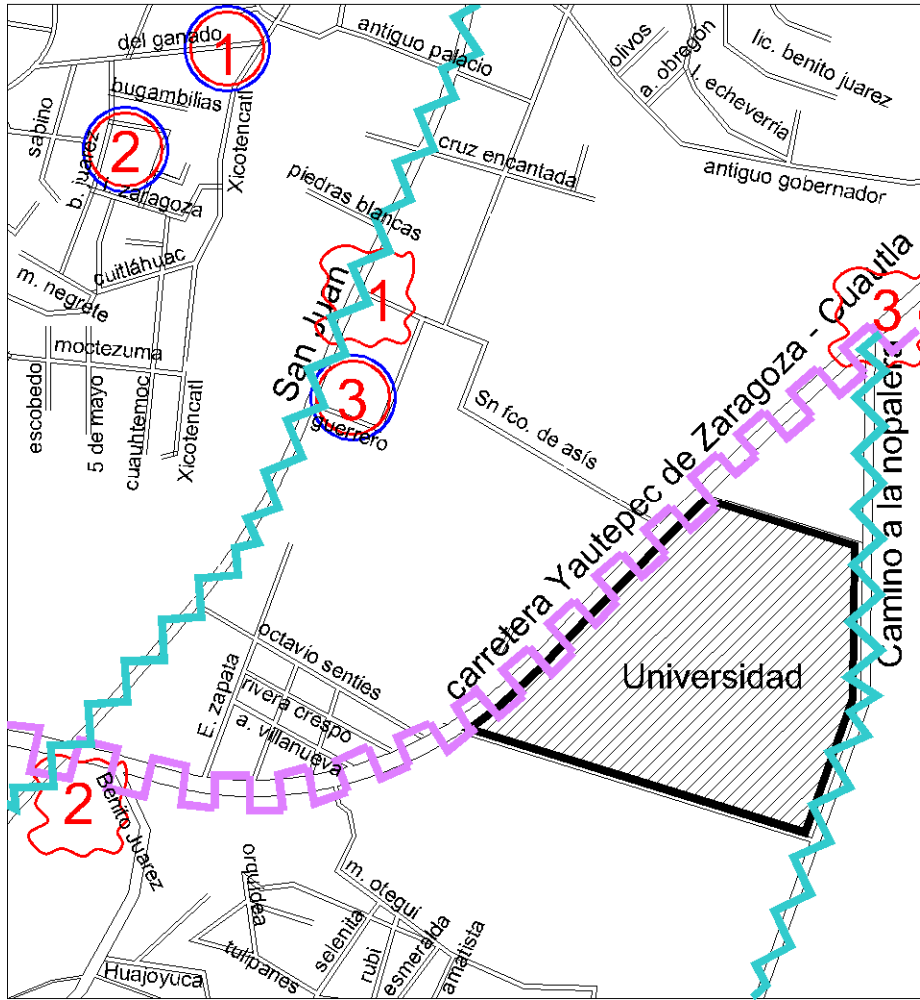 del ganado
1
antiguo palacio
olivos
a. obregón
l. echeverria
lic. benito juarez
bugambilias
sabino
2
b. juarez
Xicotencatl
cruz encantada
antiguo gobernador
zaragoza
piedras blancas
cuitláhuac
m. negrete
San Juan
1
3
moctezuma
3
guerrero
escobedo
5 de mayo
cuauhtemoc
Xicotencatl
Sn fco. de asís
carretera Yautepec de Zaragoza - Cuautla
Camino a la nopalera
octavio senties
E. zapata
rivera crespo
a. villanueva
Universidad
2
Benito Juarez
orquidea
m. otegui
selenita
rubi
esmeralda
amatista
tulipanes
Huajoyuca